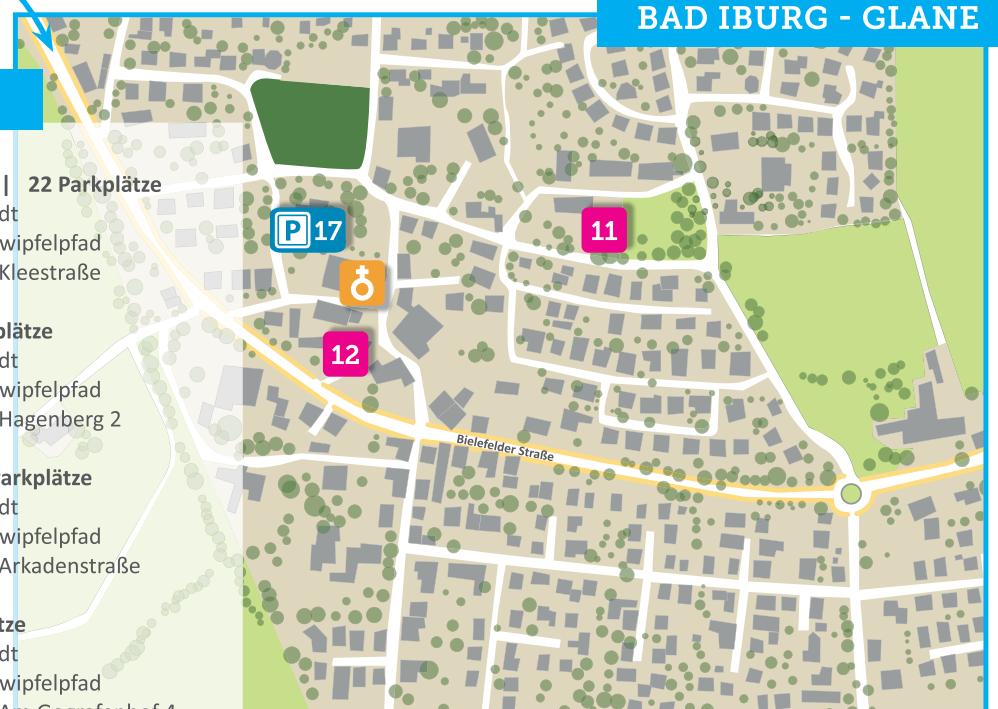 BAD IBURG - GLANE
| 22 Parkplätze
dt
wipfelpfad
Kleestraße
plätze
dt
wipfelpfad
Hagenberg 2
arkplätze
dt
wipfelpfad
Arkadenstraße
tze
dt
wipfelpfad
P 17
11
12
Bielefelder Straße